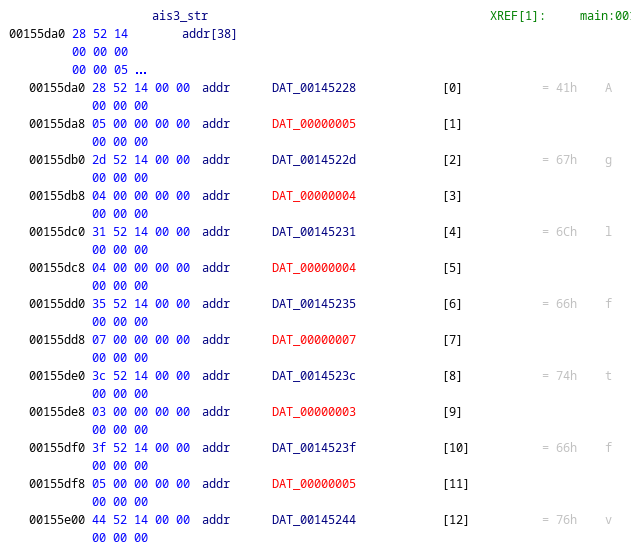 ais3_str XREF[1]: main:001
00155da0 28 52 14 addr[38]
00 00 00
00 00 05 ...
00155da0 28 52 14 00 00 addr DAT_00145228 [0] = 41h A
00 00 00
00155da8 05 00 00 00 00 addr DAT_00000005 [1]
00 00 00
00155db0 2d 52 14 00 00 addr DAT_0014522d [2] = 67h g
00 00 00
00155db8 04 00 00 00 00 addr DAT_00000004 [3]
00 00 00
00155dc0 31 52 14 00 00 addr DAT_00145231 [4] = 6Ch l
00 00 00
00155dc8 04 00 00 00 00 addr DAT_00000004 [5]
00 00 00
00155dd0 35 52 14 00 00 addr DAT_00145235 [6] = 66h f
00 00 00
00155dd8 07 00 00 00 00 addr DAT_00000007 [7]
00 00 00
00155de0 3c 52 14 00 00 addr DAT_0014523c [8] = 74h t
00 00 00
00155de8 03 00 00 00 00 addr DAT_00000003 [9]
00 00 00
00155df0 3f 52 14 00 00 addr DAT_0014523f [10] = 66h f
00 00 00
00155df8 05 00 00 00 00 addr DAT_00000005 [11]
00 00 00
00155e00 44 52 14 00 00 addr DAT_00145244 [12] = 76h v
00 00 00